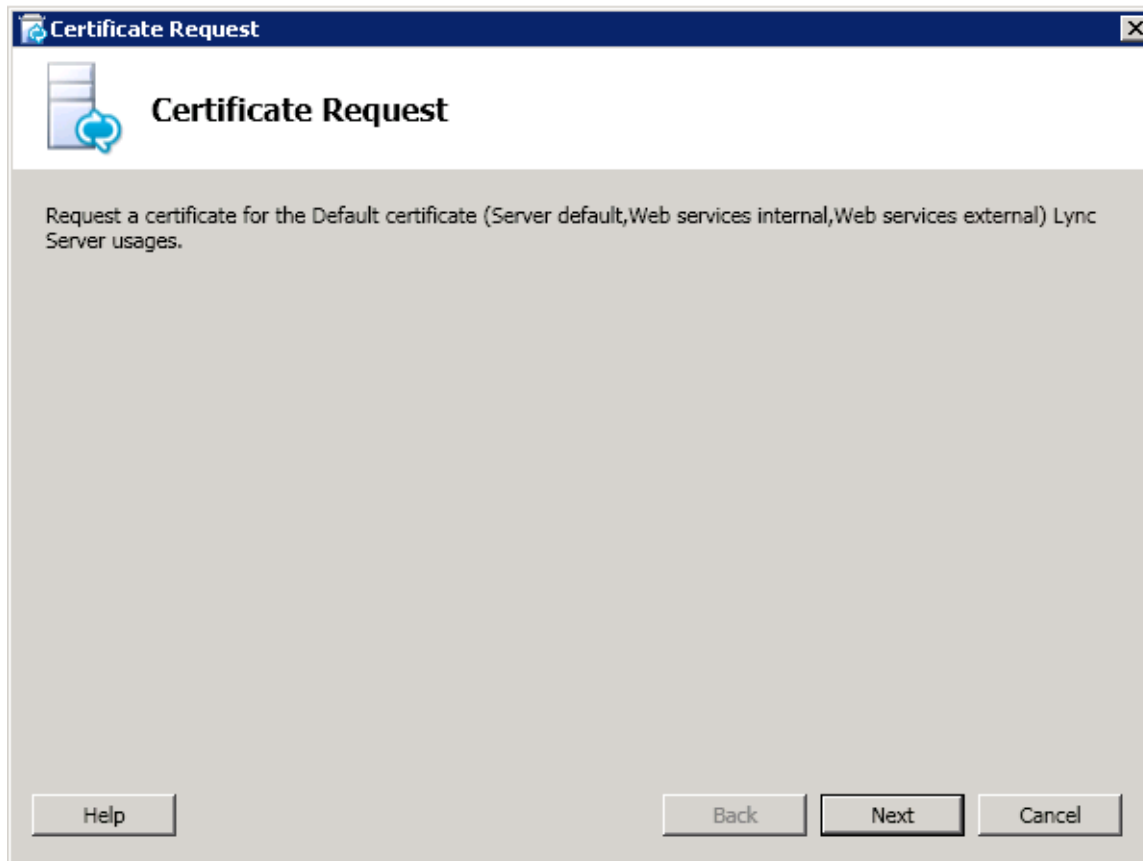 Certificate Request
Certificate Request
Request a certificate for the Default certificate (Server default,Web services internal,Web services external) Lync
Server usages.
Help
Back
Next
Cancel